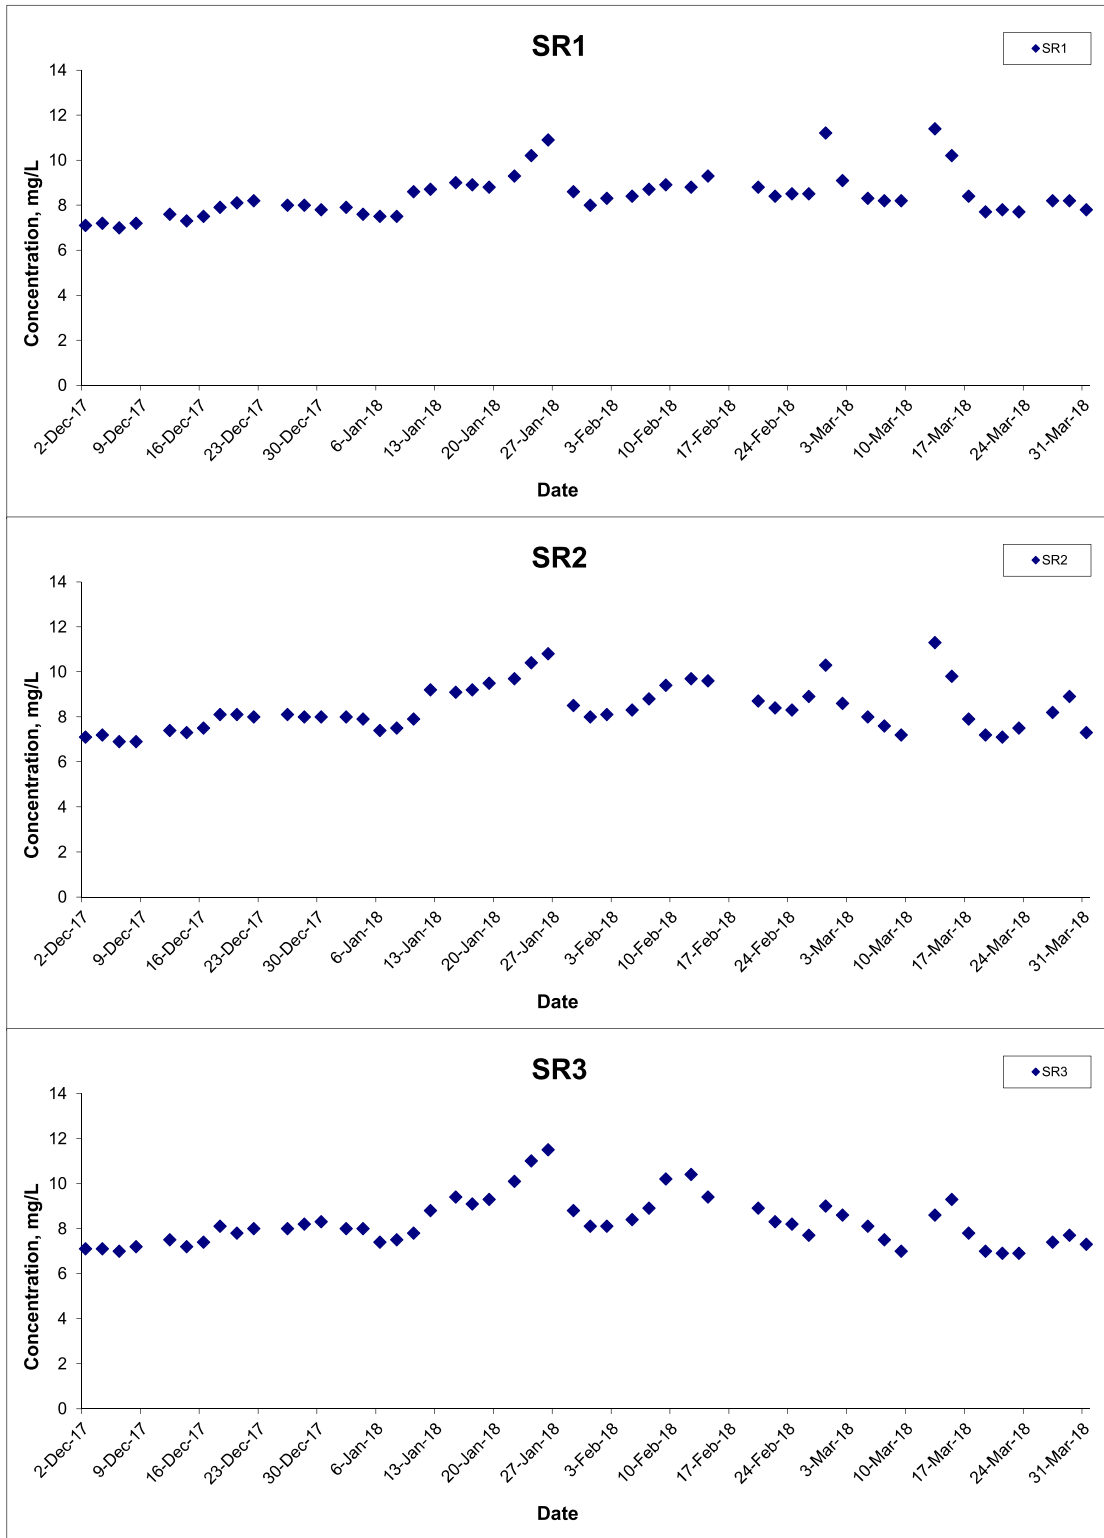 SR1
SR1
14
12
10
8
6
4
2
0
Concentration, mg/L
2-Dec-17
9-Dec-17
16-Dec-17
23-Dec-17
30-Dec-17
6-Jan-18
13-Jan-18
20-Jan-18
27-Jan-18
3-Feb-18
10-Feb-18
17-Feb-18
24-Feb-18
3-Mar-18
10-Mar-18
17-Mar-18
24-Mar-18
31-Mar-18
Date
SR2
SR2
14
12
10
8
6
4
2
0
Concentration, mg/L
2-Dec-17
9-Dec-17
16-Dec-17
23-Dec-17
30-Dec-17
6-Jan-18
13-Jan-18
20-Jan-18
27-Jan-18
3-Feb-18
10-Feb-18
17-Feb-18
24-Feb-18
3-Mar-18
10-Mar-18
17-Mar-18
24-Mar-18
31-Mar-18
Date
SR3
SR3
14
12
10
8
6
4
2
0
Concentration, mg/L
2-Dec-17
9-Dec-17
16-Dec-17
23-Dec-17
30-Dec-17
6-Jan-18
13-Jan-18
20-Jan-18
27-Jan-18
3-Feb-18
10-Feb-18
17-Feb-18
24-Feb-18
3-Mar-18
10-Mar-18
17-Mar-18
24-Mar-18
31-Mar-18
Date